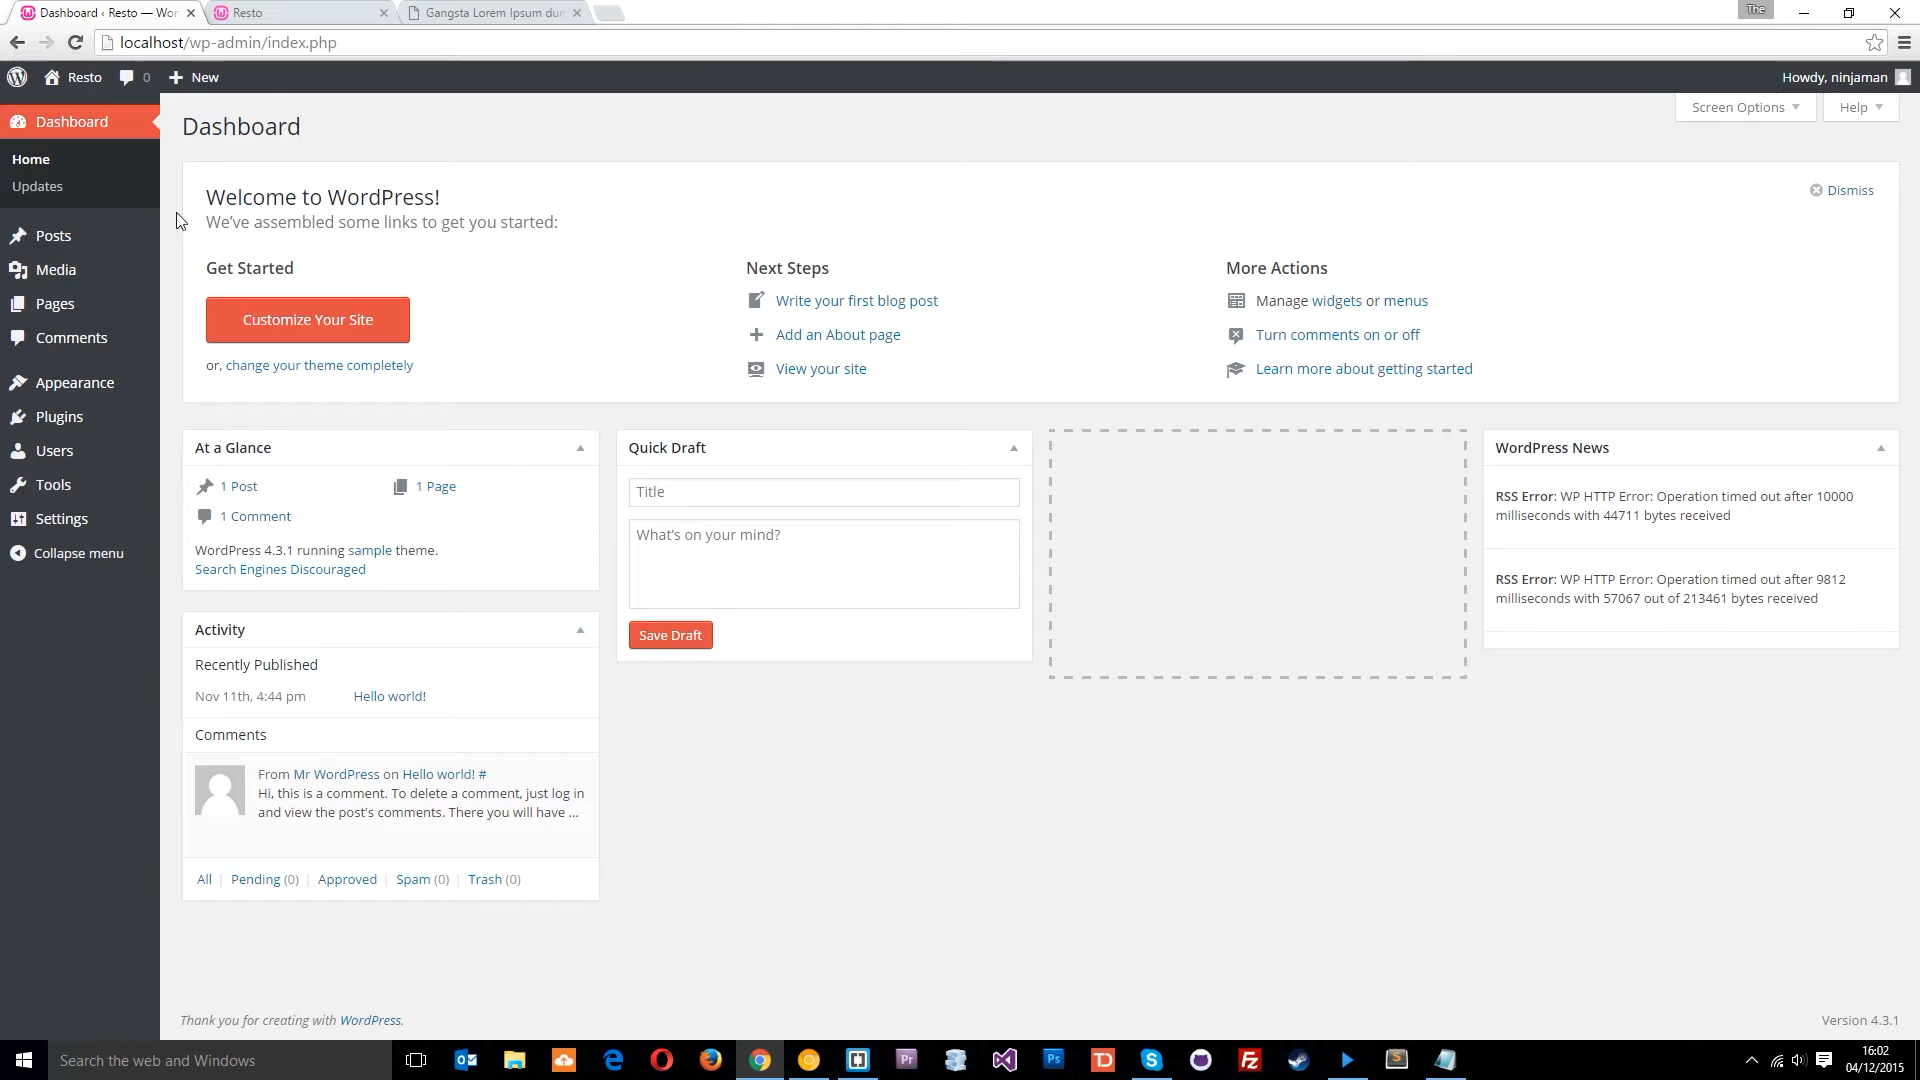 Dashboard ‹ Resto — Wor
Resto
Gangsta Lorem Ipsum dum
The
localhost/wp-admin/index.php
Resto
0
New
Howdy, ninjaman
Dashboard
Home
Updates
Posts
Media
Pages
Comments
Appearance
Plugins
Users
Tools
Settings
Collapse menu
Dashboard
Screen Options
Help
Welcome to WordPress!
We've assembled some links to get you started:
Dismiss
Get Started
Customize Your Site
or, change your theme completely
Next Steps
Write your first blog post
Add an About page
View your site
More Actions
Manage widgets or menus
Turn comments on or off
Learn more about getting started
At a Glance
1 Post
1 Page
1 Comment
WordPress 4.3.1 running sample theme.
Search Engines Discouraged
Activity
Recently Published
Nov 11th, 4:44 pm
Hello world!
Comments
From Mr WordPress on Hello world! #
Hi, this is a comment. To delete a comment, just log in
and view the post's comments. There you will have ...
All | Pending (0) | Approved | Spam (0) | Trash (0)
Quick Draft
Title
What's on your mind?
Save Draft
WordPress News
RSS Error: WP HTTP Error: Operation timed out after 10000
milliseconds with 44711 bytes received
RSS Error: WP HTTP Error: Operation timed out after 9812
milliseconds with 57067 out of 213461 bytes received
Thank you for creating with WordPress.
Version 4.3.1
Search the web and Windows
Pr
Ps
TD
16:02
04/12/2015